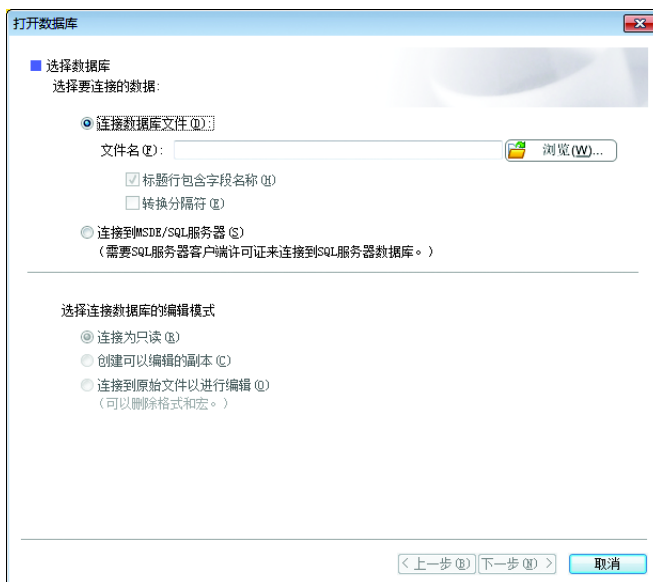 打开数据库
选择数据库
选择要连接的数据:
连接数据库文件(D):
文件名(F):
浏览(W)...
标题行包含字段名称(H)
转换分隔符(E)
连接到MSDE/SQL服务器(S)
(需要SQL服务器客户端许可证来连接到SQL服务器数据库。)
选择连接数据库的编辑模式
连接为只读(R)
创建可以编辑的副本(C)
连接到原始文件以进行编辑(O)
(可以删除格式和宏。)
< 上一步(B) 下一步(N) > 取消